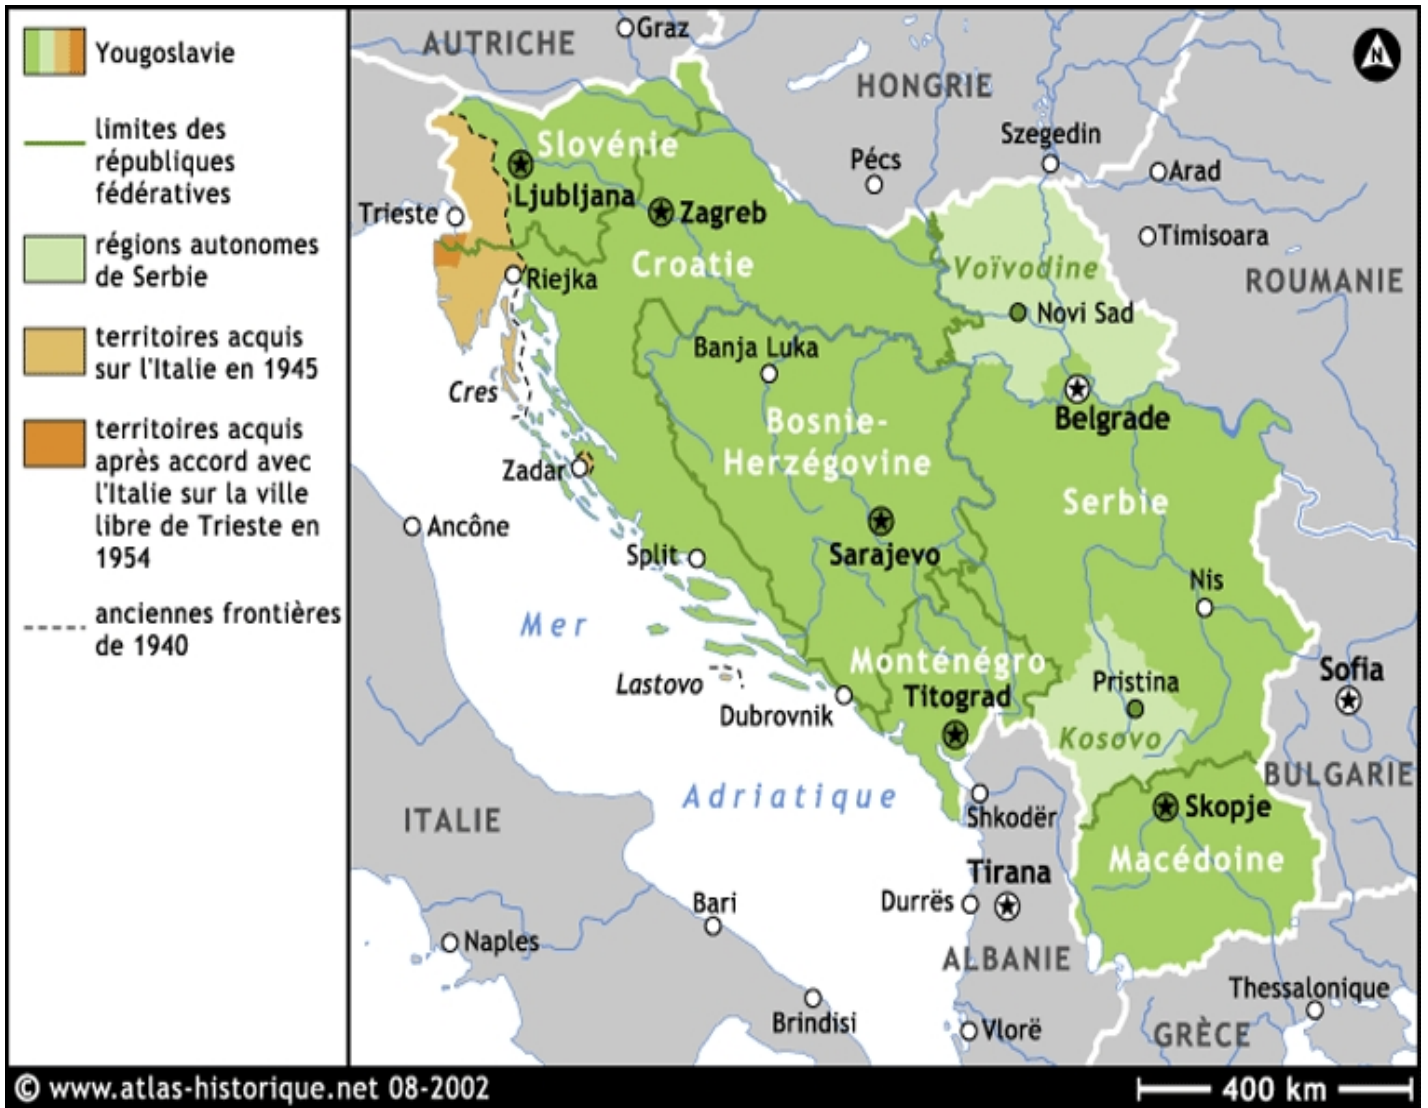 Yougoslavie
limites des
républiques
fédératives
régions autonomes
de Serbie
territoires acquis
sur l'Italie en 1945
territoires acquis
après accord avec
l'Italie sur la ville
libre de Trieste en
1954
anciennes frontières
de 1940
AUTRICHE
Graz
N
HONGRIE
Szegedin
Slovénie
Pécs
Arad
Ljubljana
Trieste
Zagreb
Timisoara
Croatie
Voïvodine
ROUMANIE
Riejka
Novi Sad
Banja Luka
Cres
Belgrade
Bosnie-
Herzégovine
Zadar
Serbie
Ancône
Split
Sarajevo
Nis
Mer
Monténégro
Sofia
Lastovo
Pristina
Titograd
Dubrovnik
Kosovo
BULGARIE
Adriatique
Skopje
ITALIE
Shkodër
Macédoine
Tirana
Durrës
Bari
Naples
ALBANIE
Thessalonique
Brindisi
Vlorë
GRÈCE
© www.atlas-historique.net 08-2002
400 km